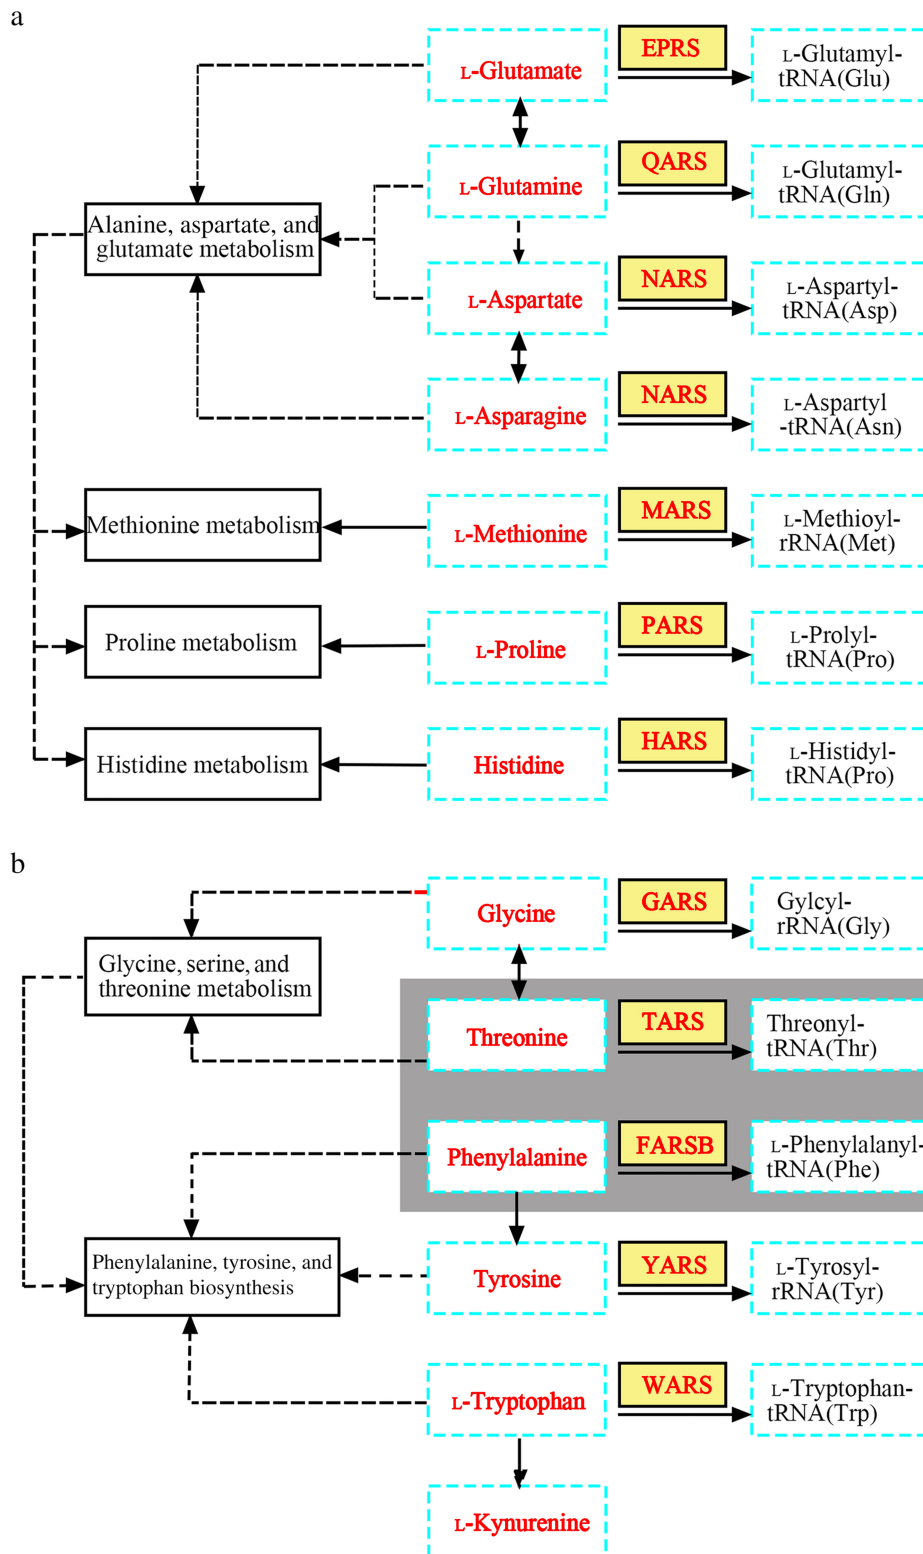 a
L-Glutamate
EPRS
L-Glutamyl-
tRNA(Glu)
L-Glutamine
QARS
L-Glutamyl-
tRNA(Gln)
Alanine, aspartate, and
glutamate metabolism
L-Aspartate
NARS
L-Aspartyl-
tRNA(Asp)
L-Asparagine
NARS
L-Aspartyl
-tRNA(Asn)
Methionine metabolism
L-Methionine
MARS
L-Methioyl-
rRNA(Met)
Proline metabolism
L-Proline
PARS
L-Prolyl-
tRNA(Pro)
Histidine metabolism
Histidine
HARS
L-Histidyl-
tRNA(Pro)
b
Glycine
GARS
Gylcyl-
rRNA(Gly)
Glycine, serine, and
threonine metabolism
Threonine
TARS
Threonyl-
tRNA(Thr)
Phenylalanine
FARSB
L-Phenylalanyl-
tRNA(Phe)
Phenylalanine, tyrosine, and
tryptophan biosynthesis
Tyrosine
YARS
L-Tyrosyl-
rRNA(Tyr)
L-Tryptophan
WARS
L-Tryptophan-
tRNA(Trp)
L-Kynurenine